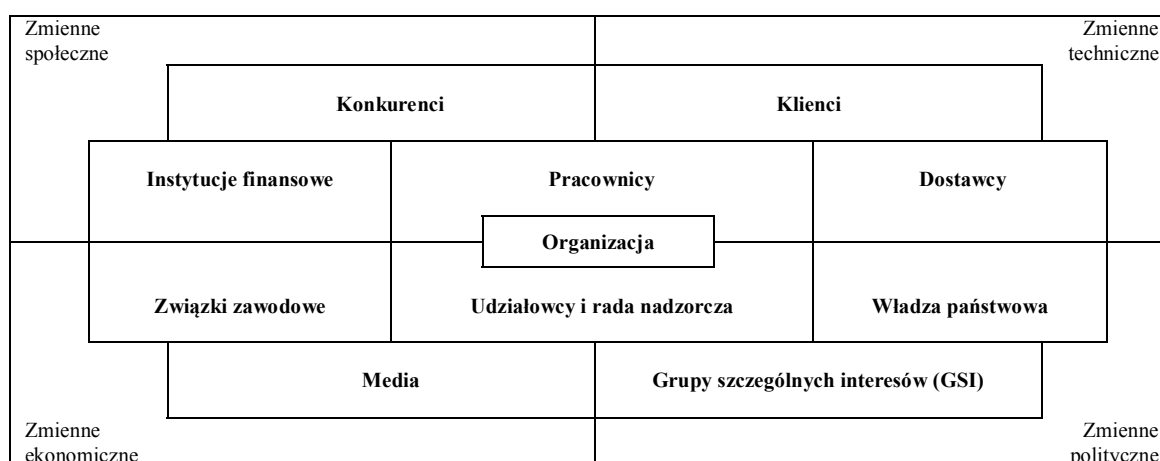 Zmienne
społeczne
Zmienne
techniczne
Konkurenci
Klienci
Instytucje finansowe
Pracownicy
Dostawcy
Organizacja
Związki zawodowe
Udziałowcy i rada nadzorcza
Władza państwowa
Media
Grupy szczególnych interesów (GSI)
Zmienne
ekonomiczne
Zmienne
polityczne